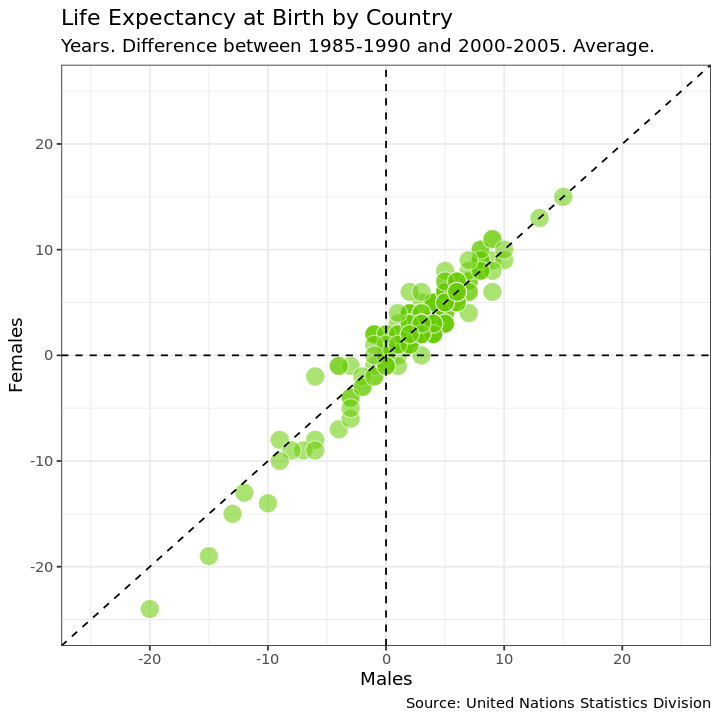 Life Expectancy at Birth by Country
Years. Difference between 1985-1990 and 2000-2005. Average.
Females
20
10
0
-10
-20
-20
-10
0
10
20
Males
Source: United Nations Statistics Division